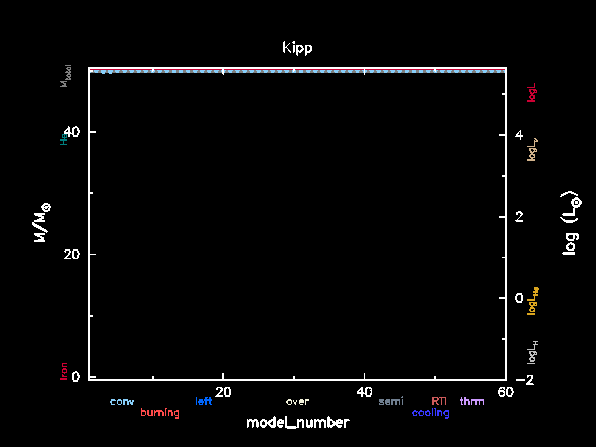 Kipp
M_total
logL
40
4
He
logL_ν
M/M⊙
2
log (L⊙)
20
0
logL_He
logL_H
Iron
0
-2
20
40
60
conv
left
over
semi
RTI
thrm
burning
cooling
model_number